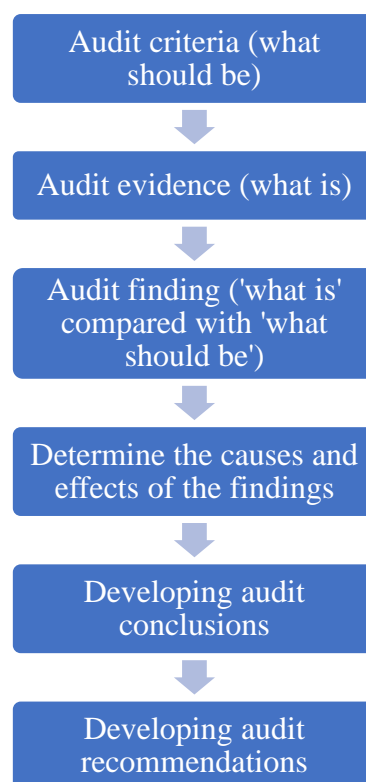 Audit criteria (what
should be)
Audit evidence (what is)
Audit finding ('what is'
compared with 'what
should be')
Determine the causes and
effects of the findings
Developing audit
conclusions
Developing audit
recommendations